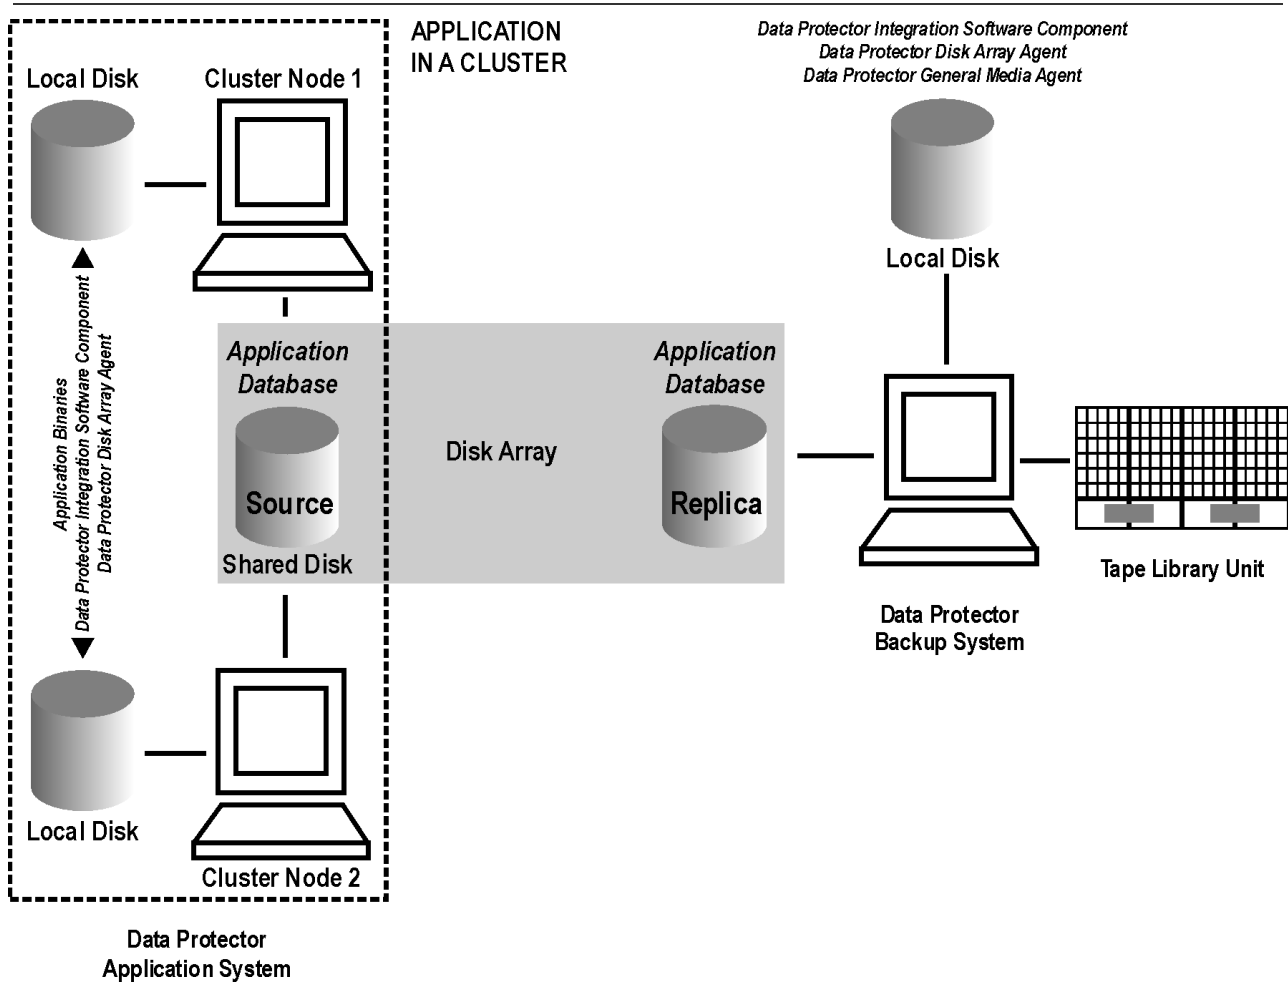 APPLICATION
IN A CLUSTER
Data Protector Integration Software Component
Data Protector Disk Array Agent
Data Protector General Media Agent
Local Disk
Cluster Node 1
Local Disk
Application Binaries
Data Protector Integration Software Component
Data Protector Disk Array Agent
Application
Database
Source
Shared Disk
Disk Array
Application
Database
Replica
Tape Library Unit
Data Protector
Backup System
Local Disk
Cluster Node 2
Data Protector
Application System